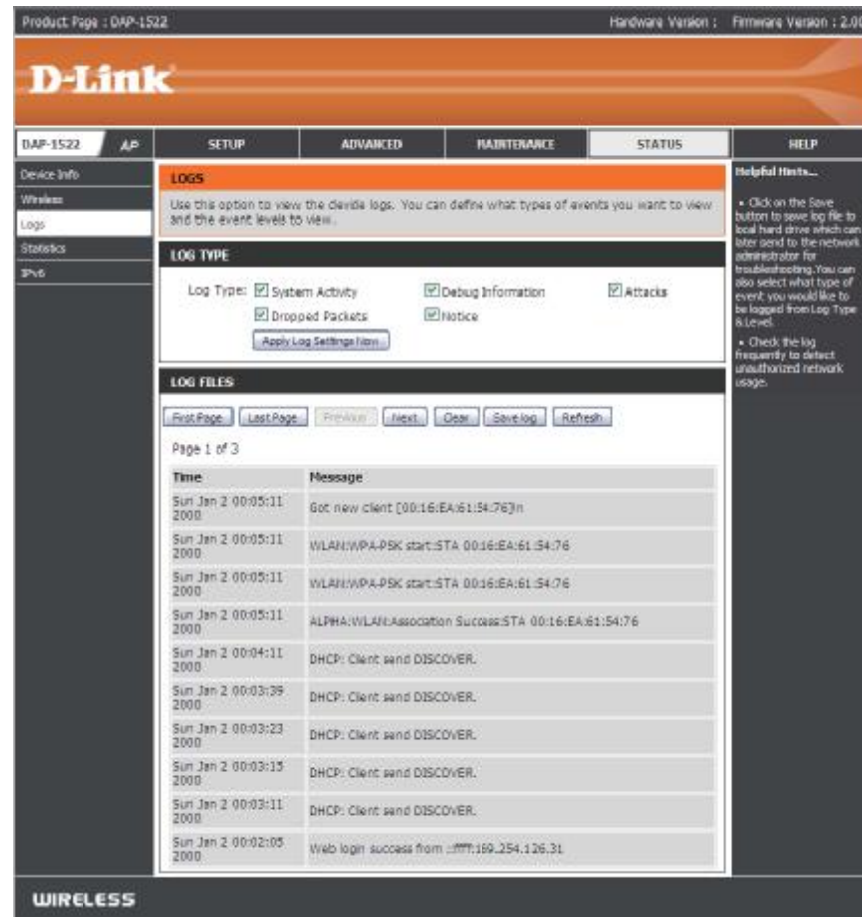 Product Page : DAP-1522
Hardware Version :
Firmware Version : 2.00
D-Link
DAP-1522
AP
SETUP
ADVANCED
MAINTENANCE
STATUS
HELP
Device Info
Wireless
Logs
Statistics
IPv6
LOGS
Use this option to view the device logs. You can define what types of events you want to view
and the event levels to view.
LOG TYPE
Log Type:
System Activity
Debug Information
Attacks
Dropped Packets
Notice
Apply Log Settings Now
LOG FILES
First Page
Last Page
Previous
Next
Clear
Save log
Refresh
Page 1 of 3
Time
Message
Sun Jan 2 00:05:11
2000
Got new client [00:16:EA:61:54:76]\n
Sun Jan 2 00:05:11
2000
WLAN:WPA-PSK start:STA 00:16:EA:61:54:76
Sun Jan 2 00:05:11
2000
WLAN:WPA-PSK start:STA 00:16:EA:61:54:76
Sun Jan 2 00:05:11
2000
ALPHA:WLAN:Association Success:STA 00:16:EA:61:54:76
Sun Jan 2 00:04:11
2000
DHCP: Client send DISCOVER.
Sun Jan 2 00:03:39
2000
DHCP: Client send DISCOVER.
Sun Jan 2 00:03:23
2000
DHCP: Client send DISCOVER.
Sun Jan 2 00:03:15
2000
DHCP: Client send DISCOVER.
Sun Jan 2 00:03:11
2000
DHCP: Client send DISCOVER.
Sun Jan 2 00:02:05
2000
Web login success from ::ffff:169.254.126.31
Helpful Hints...
• Click on the Save
button to save log file to
local hard drive which can
later send to the network
administrator for
troubleshooting.You can
also select what type of
event you would like to
be logged from Log Type
& Level.
• Check the log
frequently to detect
unauthorized network
usage.
WIRELESS